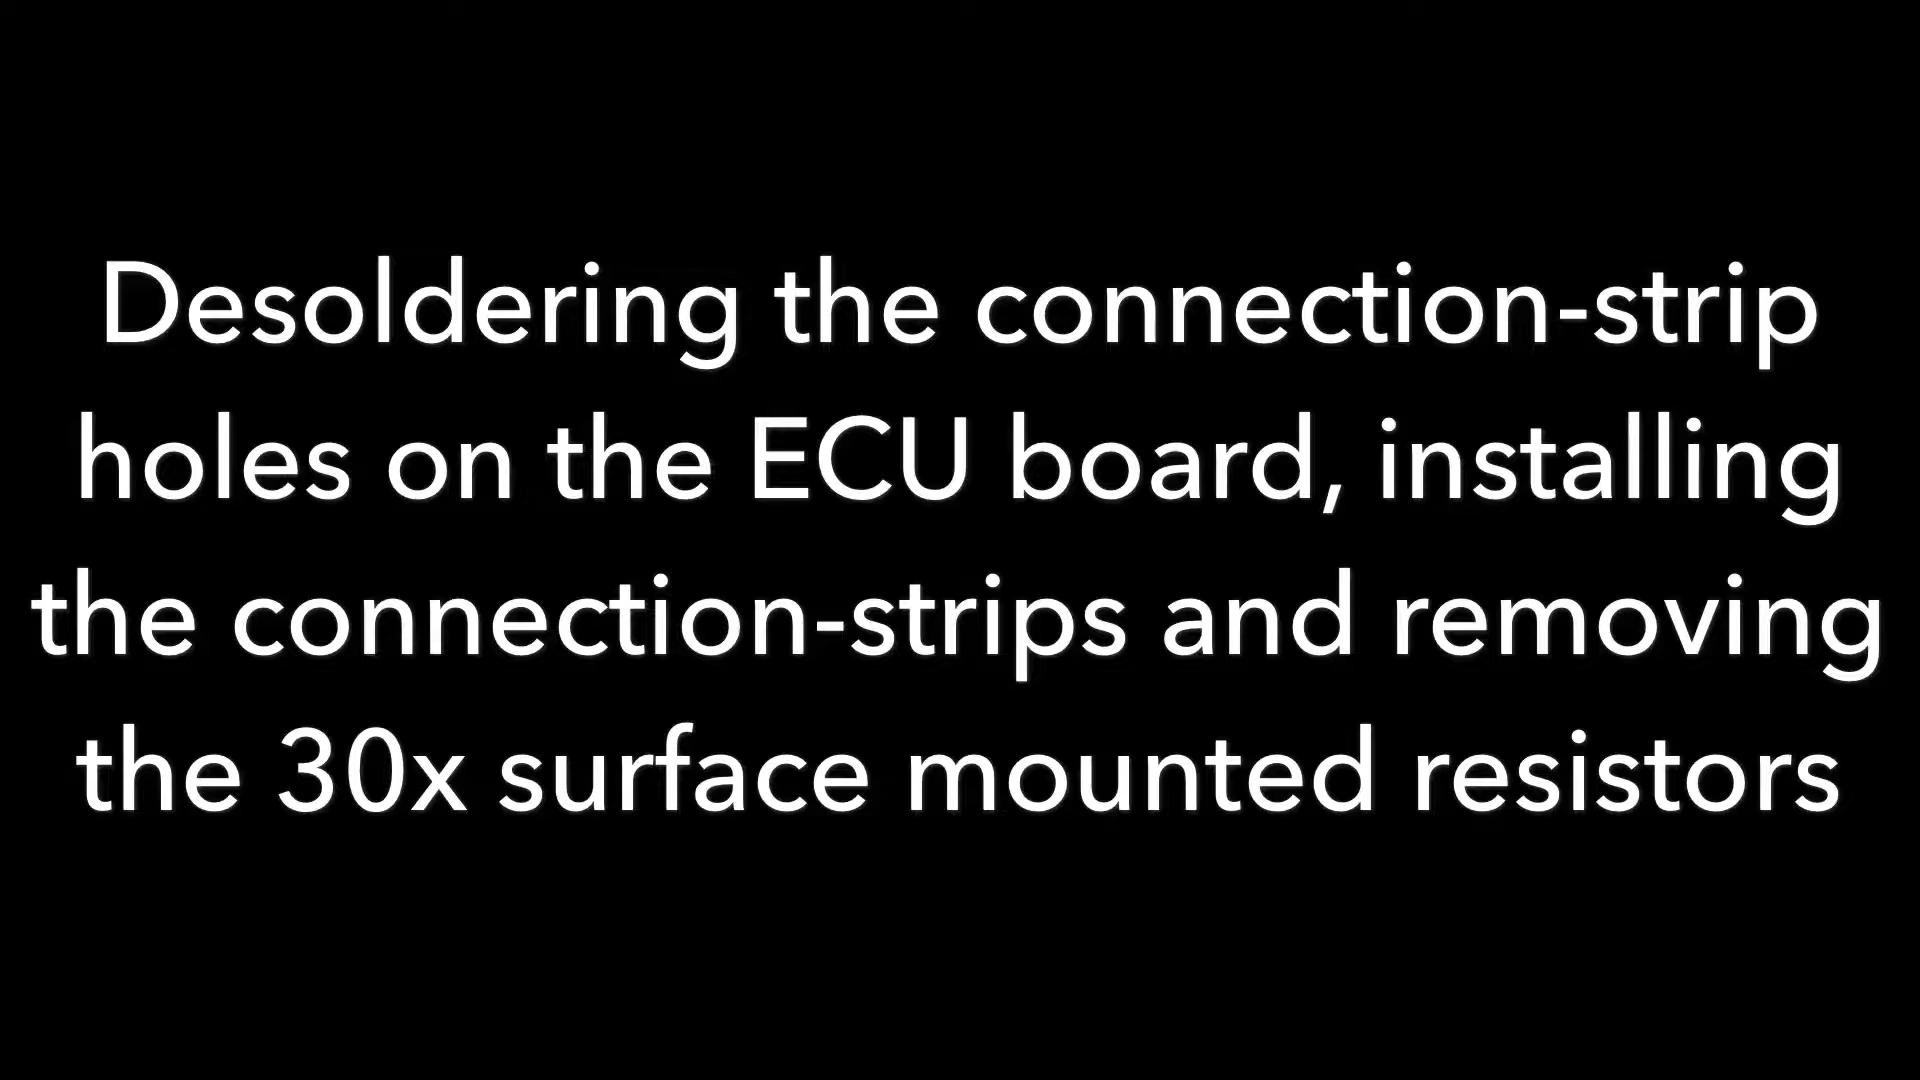 Desoldering the connection-strip
holes on the ECU board, installing
the connection-strips and removing
the 30x surface mounted resistors